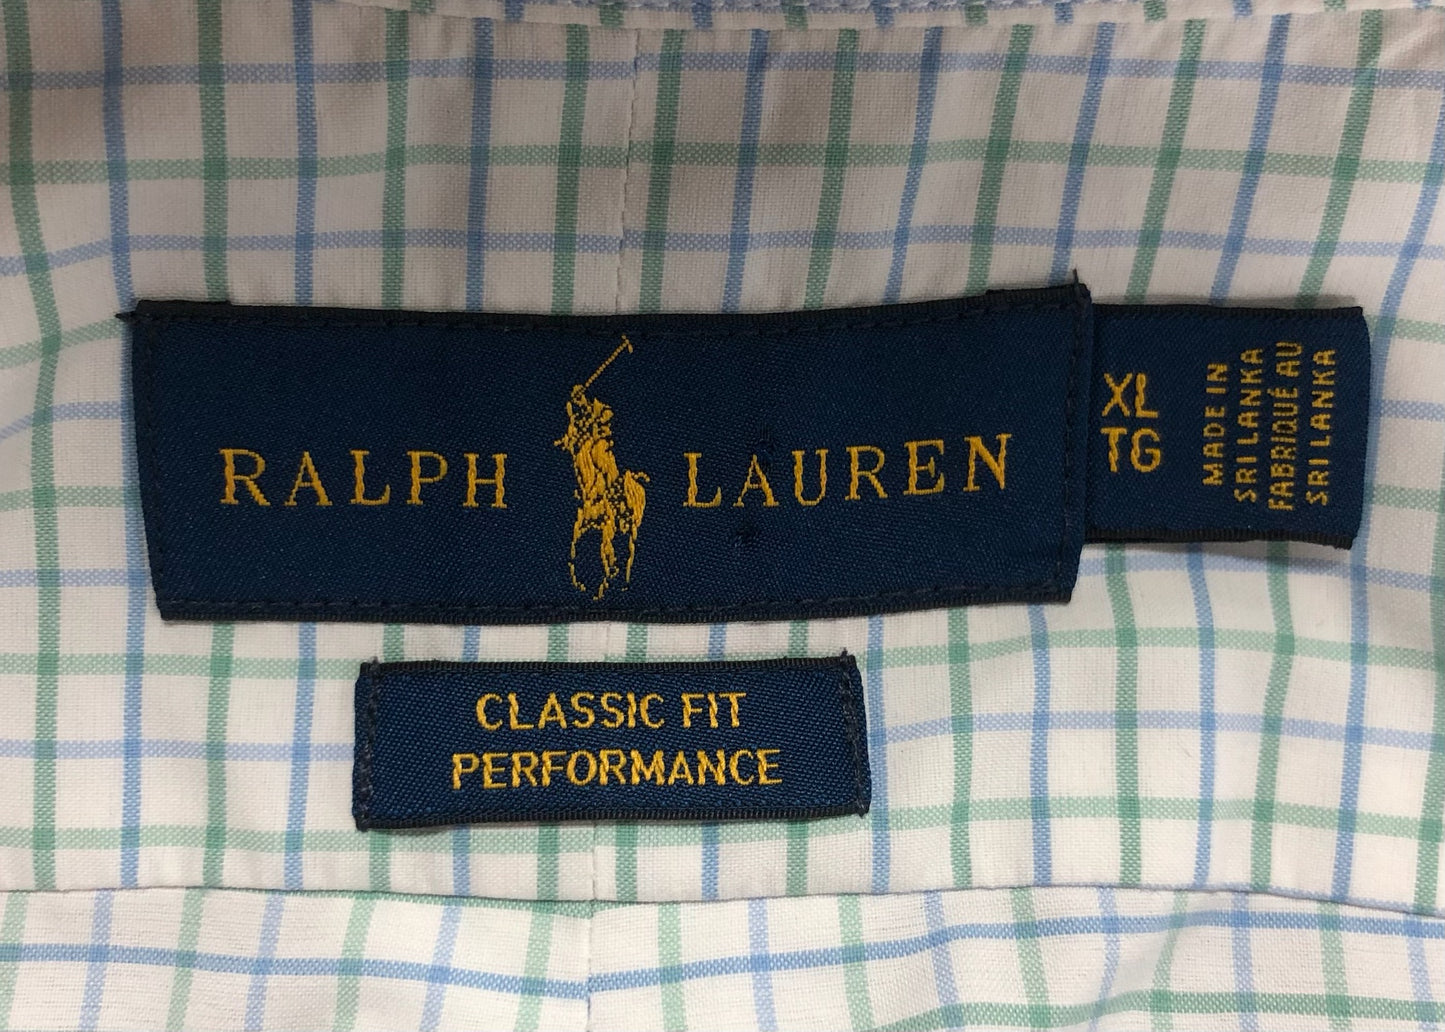 RALPH LAUREN
XL
TG
MADE IN
SRI LANKA
FABRIQUÉ AU
SRI LANKA
CLASSIC FIT
PERFORMANCE